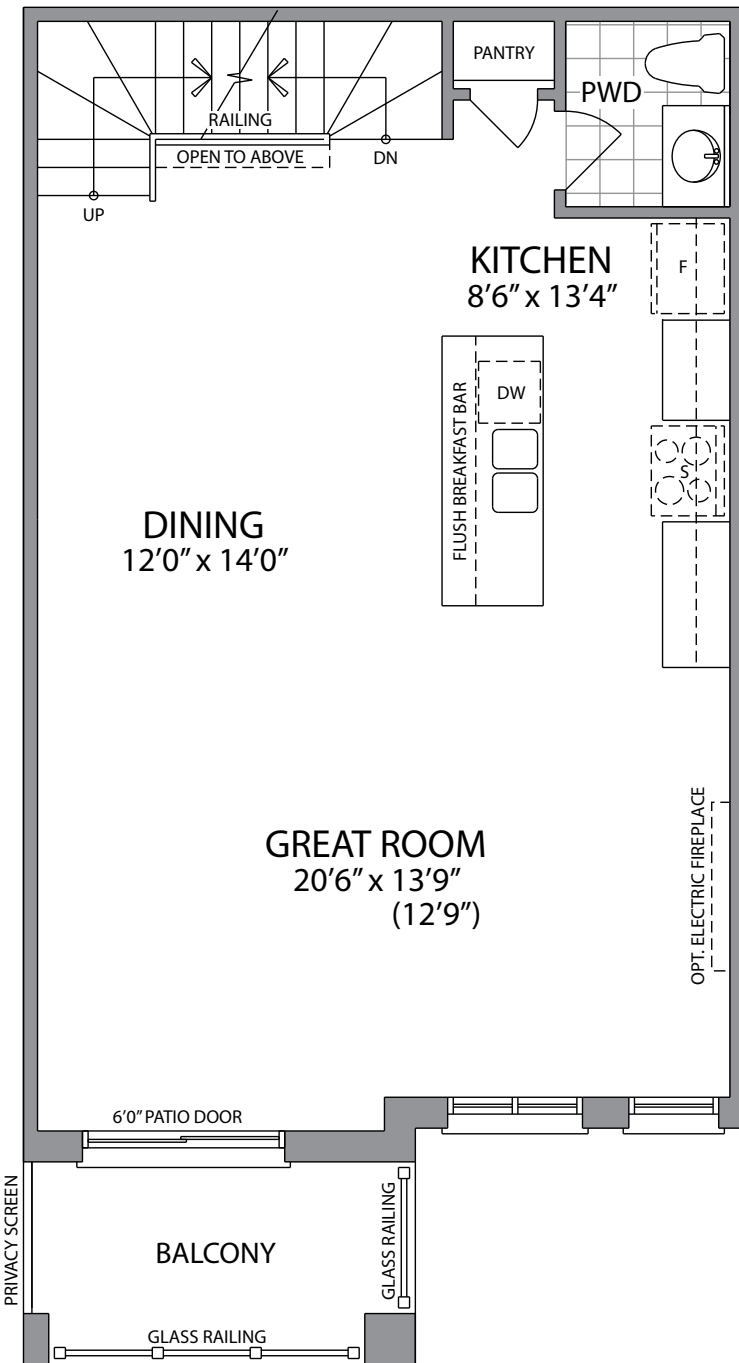 PANTRY
PWD
RAILING
OPEN TO ABOVE
DN
UP
KITCHEN
8'6" x 13'4"
F
DW
FLUSH BREAKFAST BAR
S
DINING
12'0" x 14'0"
GREAT ROOM
20'6" x 13'9"
(12'9")
OPT. ELECTRIC FIREPLACE
6'0" PATIO DOOR
PRIVACY SCREEN
GLASS RAILING
BALCONY
GLASS RAILING